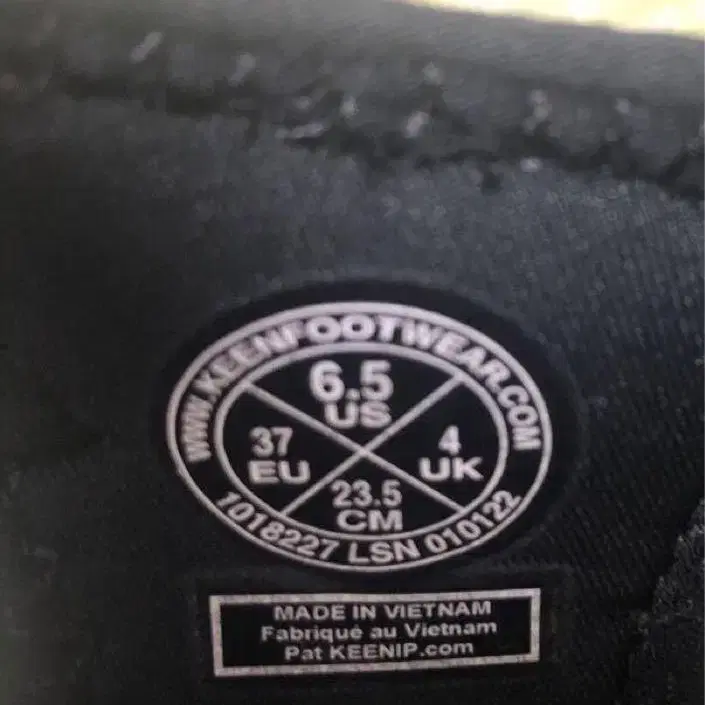 WWW.KEENFOOTWEAR.COM
6.5
US
37
EU
4
UK
23.5
CM
1018227 LSN 010122
MADE IN VIETNAM
Fabriqué au Vietnam
Pat KEENIP.com